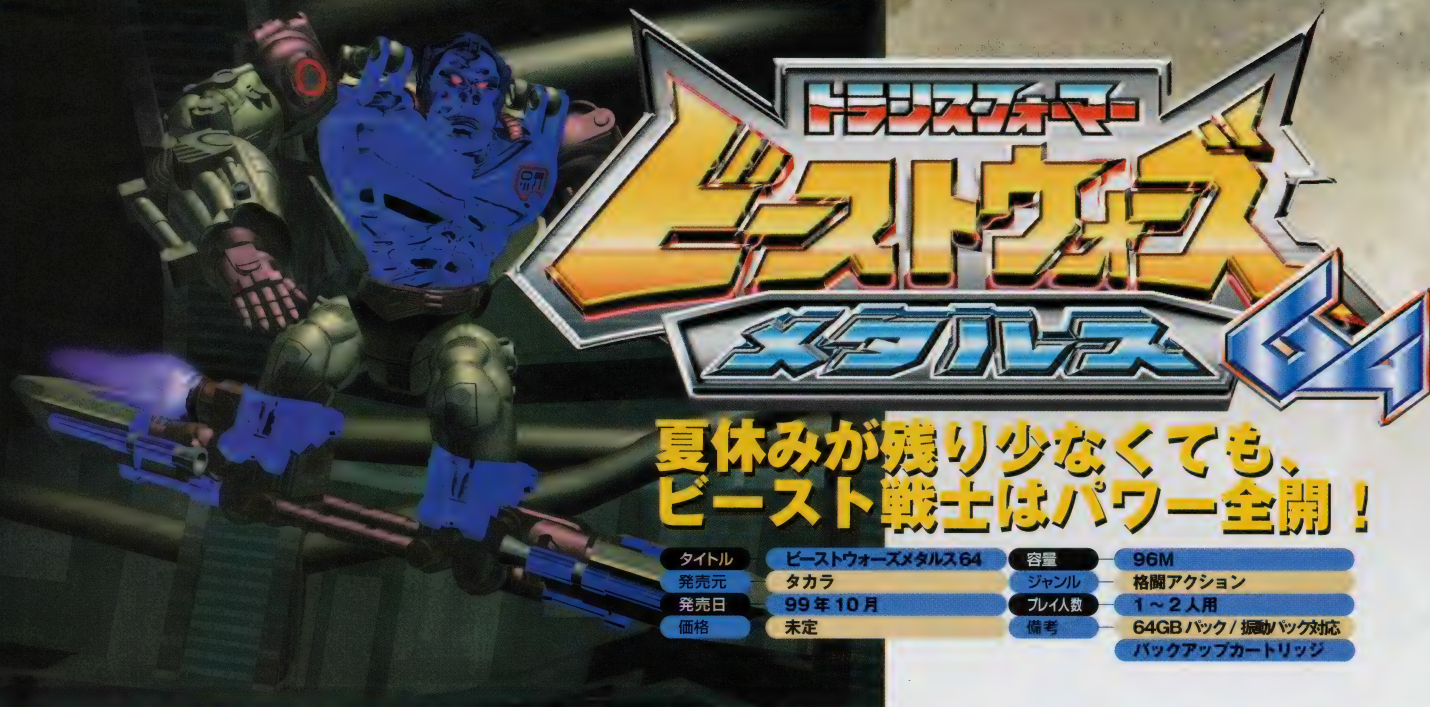 トランスフォーマー
ビーストウォーズ
メタルス
64
夏休みが残り少なくても、
ビースト戦士はパワー全開！
タイトル ビーストウォーズメタルス64
発売元 タカラ
発売日 99年10月
価格 未定
容量 96M
ジャンル 格闘アクション
プレイ人数 1～2人用
備考 64GBパック/振動パック対応
バックアップカートリッジ